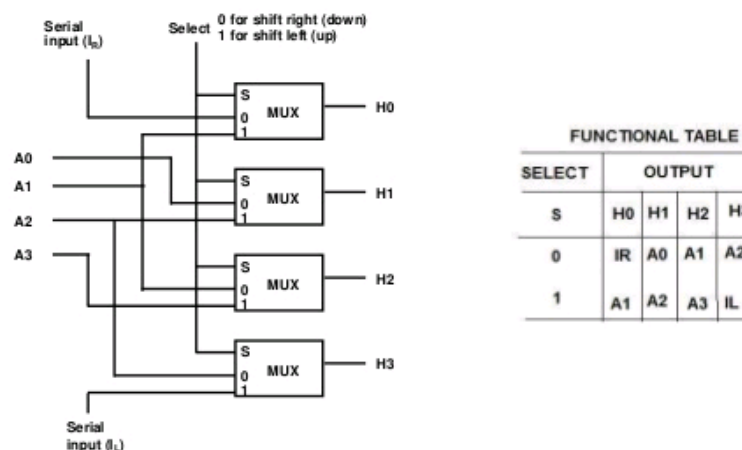 Serial
input (IR)
Select
0 for shift right (down)
1 for shift left (up)
S
0
1
MUX
H0
A0
A1
A2
A3
S
0
1
MUX
H1
S
0
1
MUX
H2
S
0
1
MUX
H3
Serial
input (IL)
FUNCTIONAL TABLE
SELECT OUTPUT
S H0 H1 H2
0 IR A0 A1 A2
1 A1 A2 A3 IL